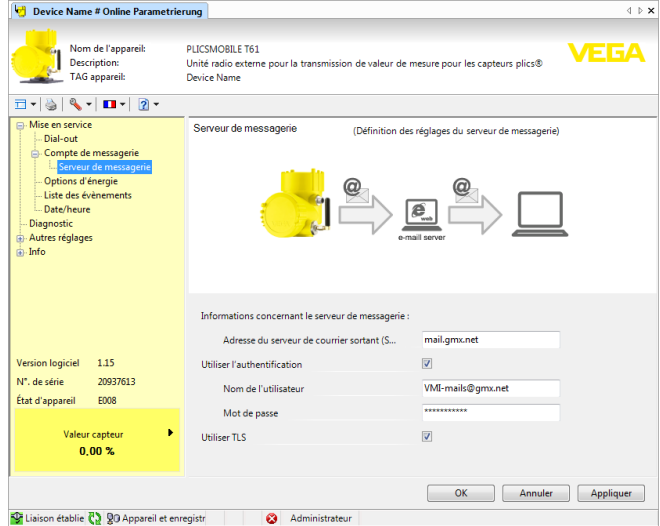 Device Name # Online Parametrierung
Nom de l'appareil: PLICSMOBILE T61
Description: Unité radio externe pour la transmission de valeur de mesure pour les capteurs plics®
TAG appareil: Device Name
VEGA
Mise en service
Dial-out
Compte de messagerie
Serveur de messagerie
Options d'énergie
Liste des évènements
Date/heure
Diagnostic
Autres réglages
Info
Version logiciel 1.15
N°. de série 20937613
État d'appareil E008
Valeur capteur
0,00 %
Serveur de messagerie (Définition des réglages du serveur de messagerie)
@ @
e web
e-mail server
Informations concernant le serveur de messagerie :
Adresse du serveur de courrier sortant (S... mail.gmx.net
Utiliser l'authentification
Nom de l'utilisateur VMI-mails@gmx.net
Mot de passe ***********
Utiliser TLS
OK Annuler Appliquer
Liaison établie Appareil et enregistr Administrateur